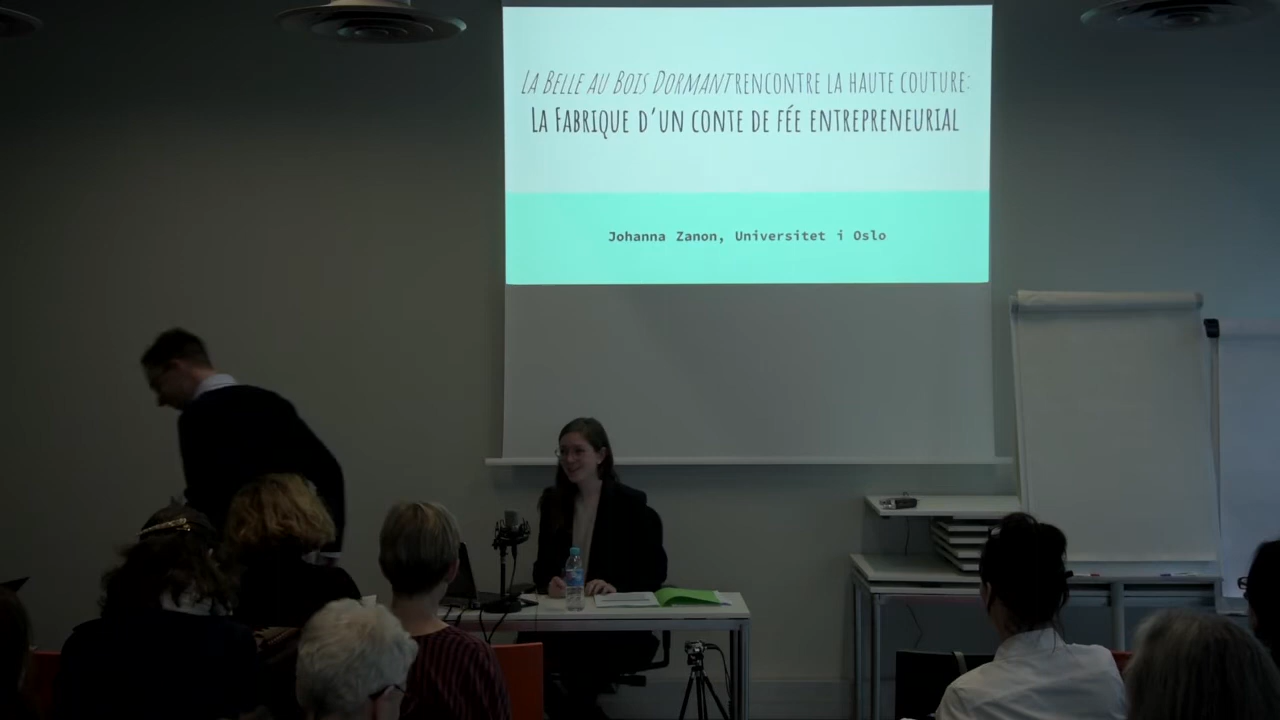 La Belle au Bois Dormant rencontre la haute couture:
La Fabrique d'un conte de fée entrepreneurial
Johanna Zanon, Universitet i Oslo